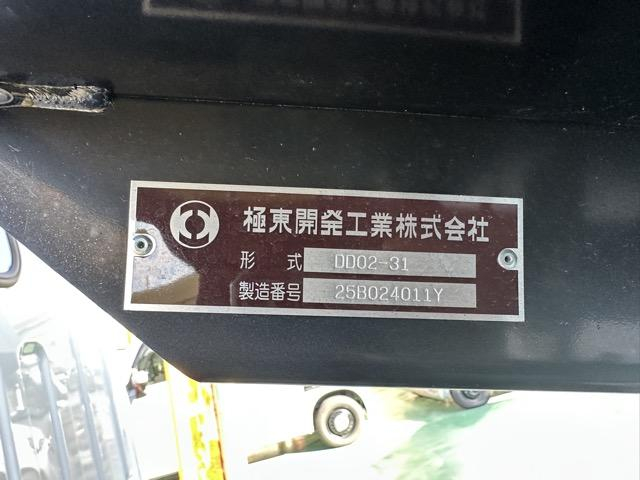 極東開発工業株式会社
形式 DD02-31
製造番号 25B024011Y